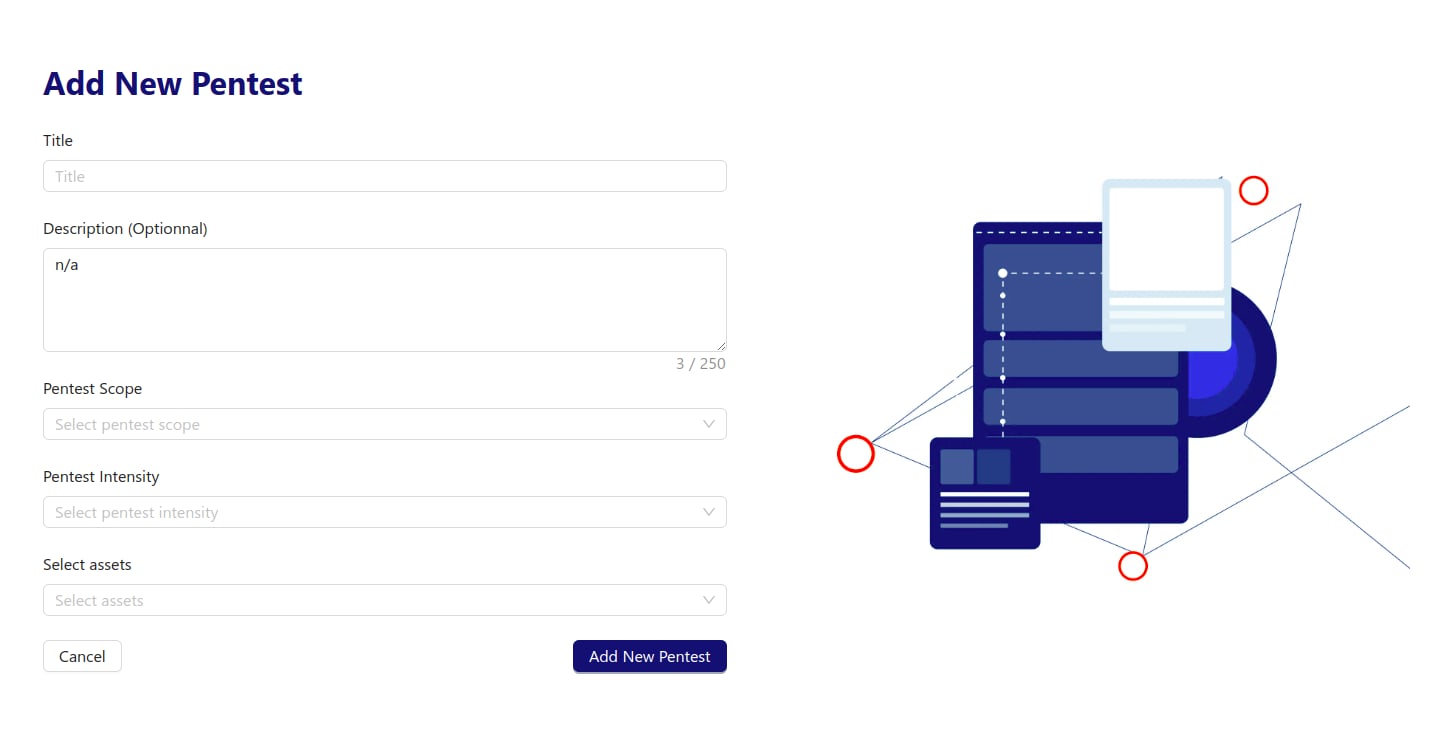 Add New Pentest
Title
Title
Description (Optionnal)
n/a
3 / 250
Pentest Scope
Select pentest scope
Pentest Intensity
Select pentest intensity
Select assets
Select assets
Cancel
Add New Pentest